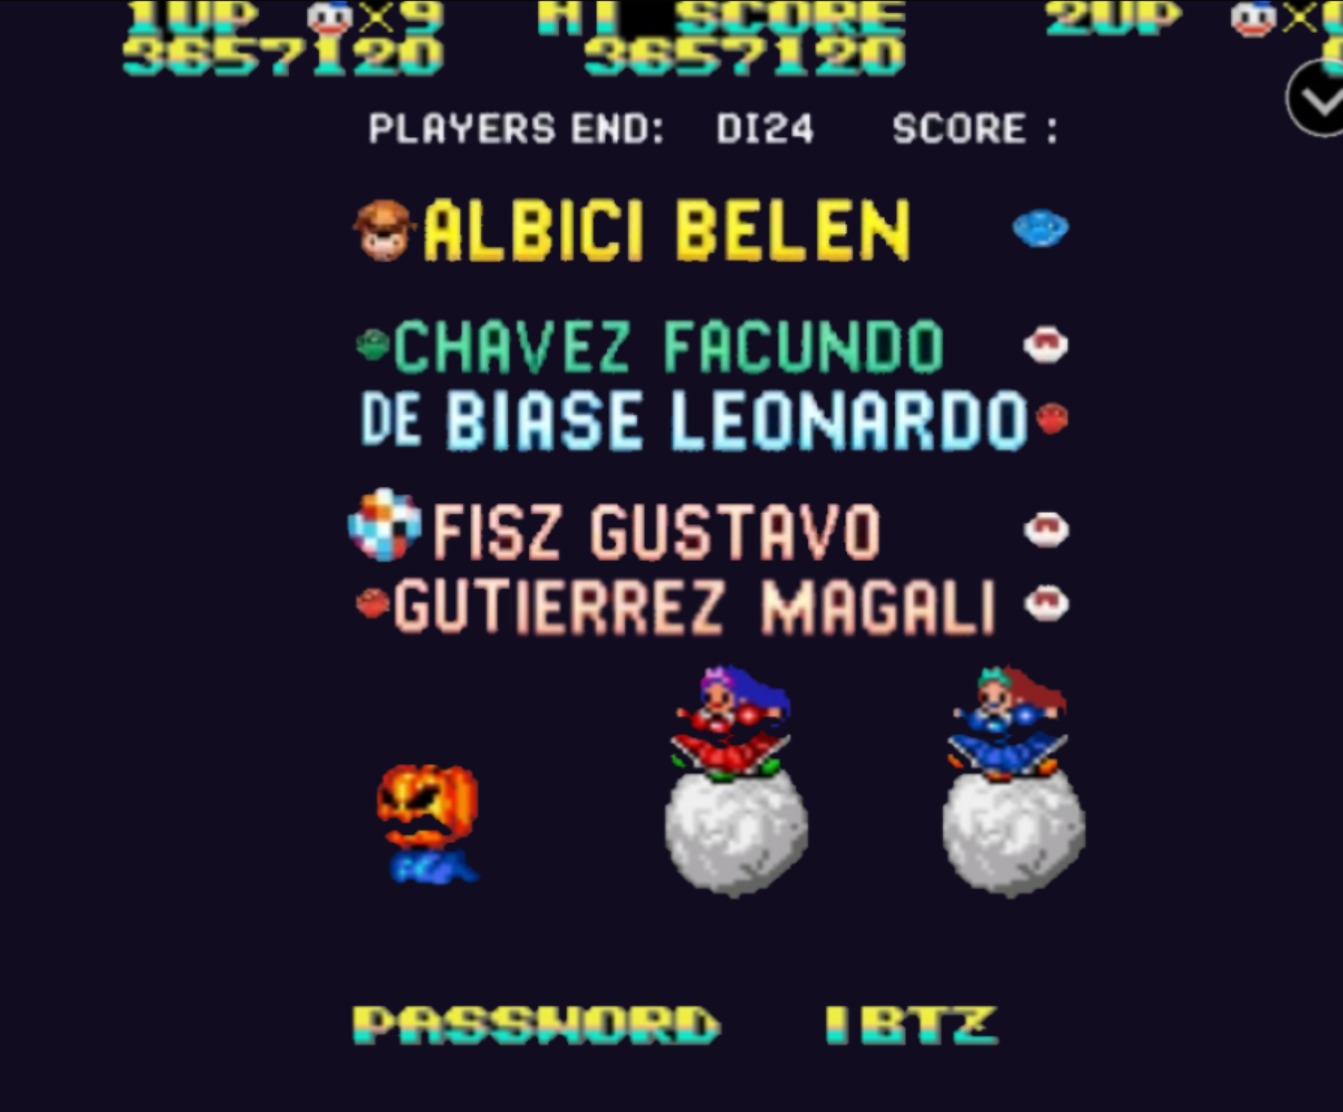 1UP ×9 HI SCORE 2UP ×
3657120 3657120
PLAYERS END: DI24 SCORE :
ALBICI BELEN
CHAVEZ FACUNDO
DE BIASE LEONARDO
FISZ GUSTAVO
GUTIERREZ MAGALI
PASSWORD IBTZ